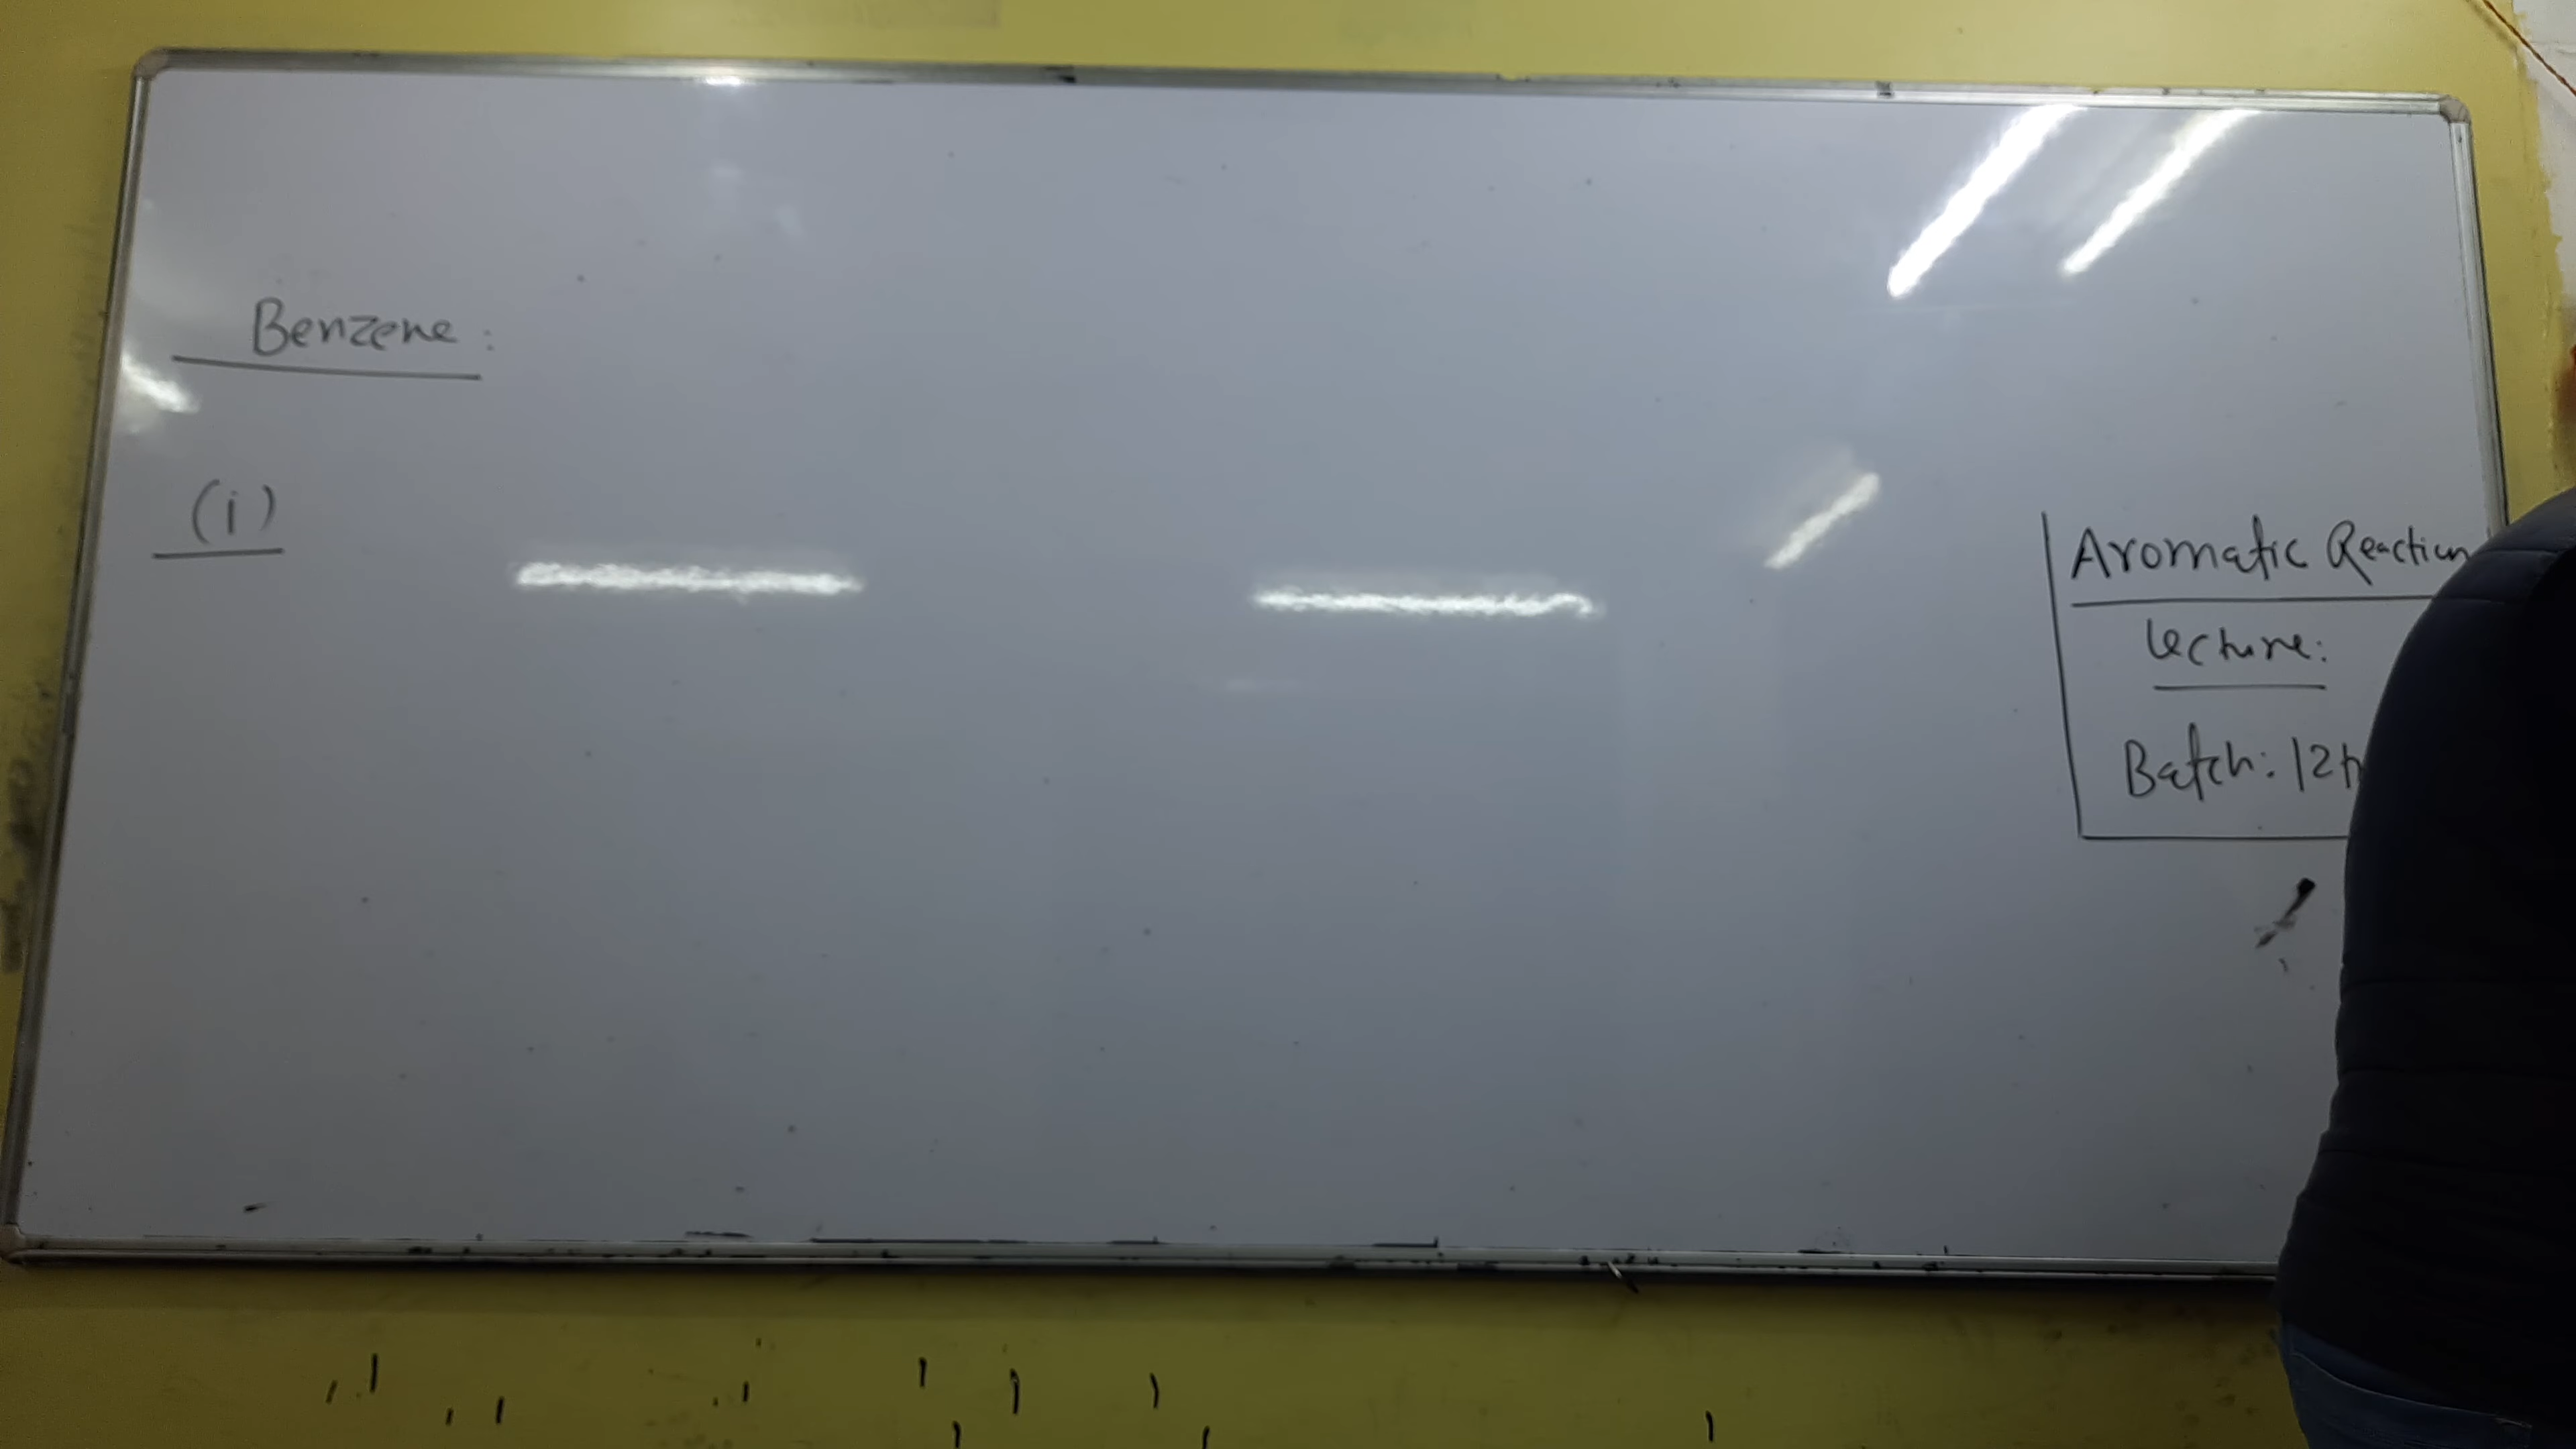 Benzene:
(i)
Aromatic Reaction
Lecture:
Batch: 12th